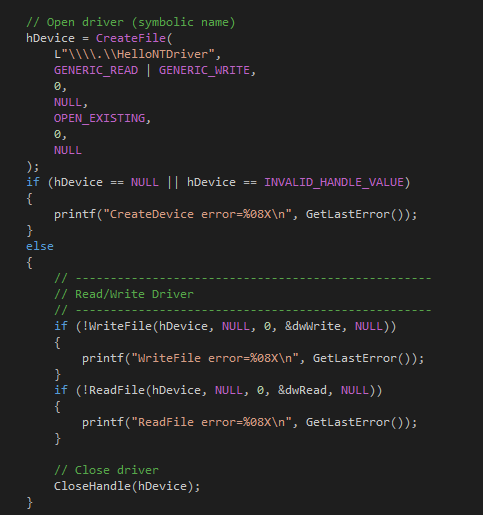 // Open driver (symbolic name)
hDevice = CreateFile(
L"\\\\.\\HelloNTDriver",
GENERIC_READ | GENERIC_WRITE,
0,
NULL,
OPEN_EXISTING,
0,
NULL
);
if (hDevice == NULL || hDevice == INVALID_HANDLE_VALUE)
{
printf("CreateDevice error=%08X\n", GetLastError());
}
else
{
// ---------------------------------------------------
// Read/Write Driver
// ---------------------------------------------------
if (!WriteFile(hDevice, NULL, 0, &dwWrite, NULL))
{
printf("WriteFile error=%08X\n", GetLastError());
}
if (!ReadFile(hDevice, NULL, 0, &dwRead, NULL))
{
printf("ReadFile error=%08X\n", GetLastError());
}
// Close driver
CloseHandle(hDevice);
}